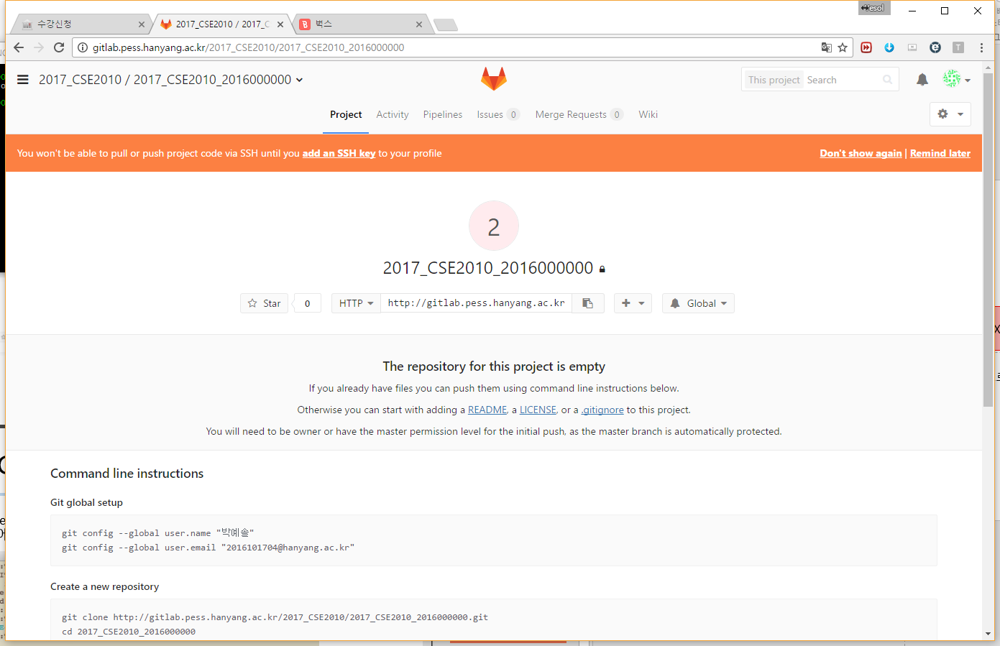 Yesol
수강신청
2017_CSE2010 / 2017_C
벅스
gitlab.pess.hanyang.ac.kr/2017_CSE2010/2017_CSE2010_2016000000
2017_CSE2010 / 2017_CSE2010_2016000000
This project Search
Project Activity Pipelines Issues 0 Merge Requests 0 Wiki
You won't be able to pull or push project code via SSH until you add an SSH key to your profile
Don't show again | Remind later
2
2017_CSE2010_2016000000
Star 0 HTTP http://gitlab.pess.hanyang.ac.kr Global
The repository for this project is empty
If you already have files you can push them using command line instructions below.
Otherwise you can start with adding a README, a LICENSE, or a .gitignore to this project.
You will need to be owner or have the master permission level for the initial push, as the master branch is automatically protected.
Command line instructions
Git global setup
git config --global user.name "박예솔"
git config --global user.email "2016101704@hanyang.ac.kr"
Create a new repository
git clone http://gitlab.pess.hanyang.ac.kr/2017_CSE2010/2017_CSE2010_2016000000.git
cd 2017_CSE2010_2016000000